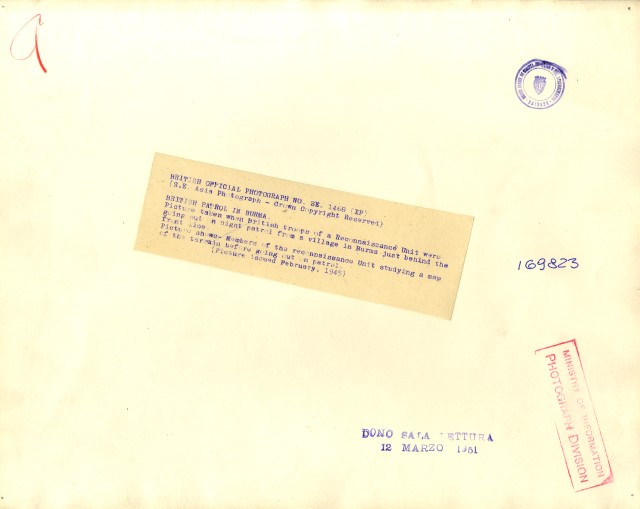 BRITISH OFFICIAL PHOTOGRAPH NO. SE. 1468 (XP)
(S.E. Asia Photograph - Crown Copyright Reserved)
BRITISH PATROL IN BURMA.
Picture taken when British troops of a Reconnaissance Unit were
going out on night patrol from a village in Burma just behind the
front line.
Picture shows- Members of the reconnaissance Unit studying a map
of the terrain before going out on patrol.
(Picture issued February, 1945)
169823
MINISTRY OF INFORMATION
PHOTOGRAPH DIVISION
DONO SALA LETTURA
12 MARZO 1951